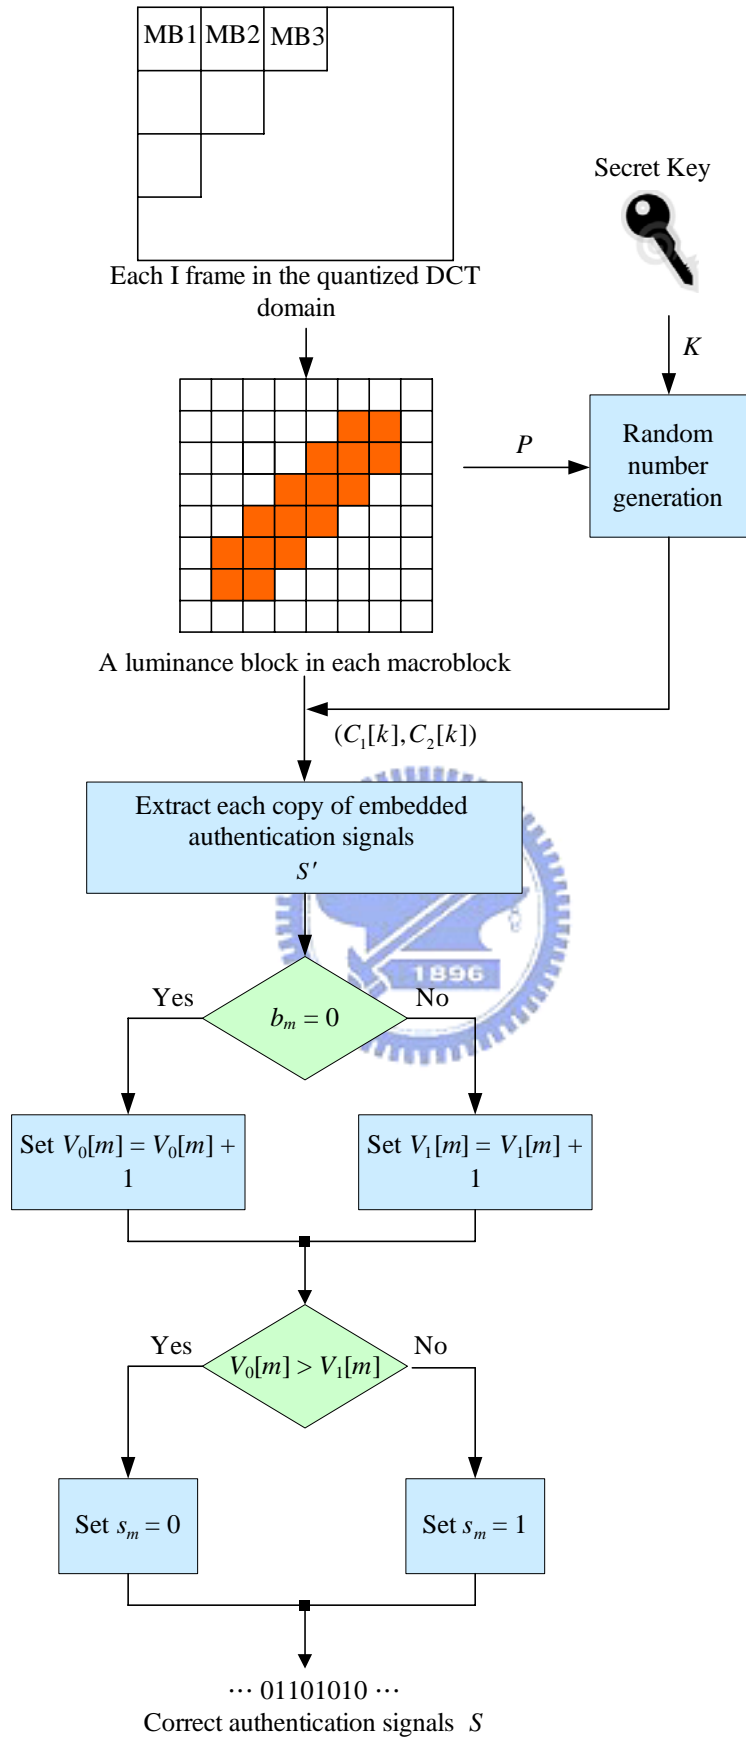 MB1 MB2 MB3
Secret Key
Each I frame in the quantized DCT
domain
K
P
Random
number
generation
A luminance block in each macroblock
(C₁[k], C₂[k])
Extract each copy of embedded
authentication signals
S′
1896
Yes
No
bₘ = 0
Set V₀[m] = V₀[m] +
1
Set V₁[m] = V₁[m] +
1
Yes
No
V₀[m] > V₁[m]
Set sₘ = 0
Set sₘ = 1
··· 01101010 ···
Correct authentication signals S